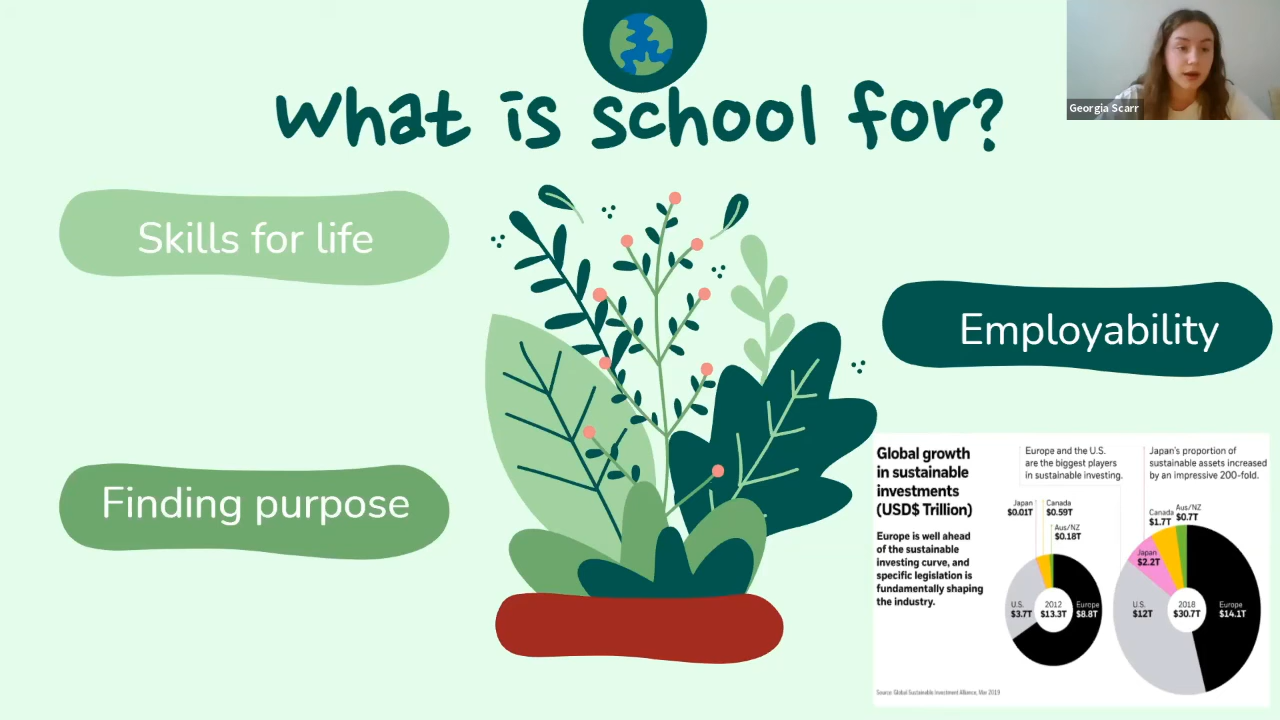 What is school for?
Georgia Scarr
Skills for life
Employability
Finding purpose
Global growth
in sustainable
investments
(USD$ Trillion)
Europe is well ahead
of the sustainable
investing curve, and
specific legislation is
fundamentally shaping
the industry.
Europe and the U.S.
are the biggest players
in sustainable investing.
Japan
$0.01T
Canada
$0.59T
Aus/NZ
$0.18T
U.S.
$3.7T
2012
$13.3T
Europe
$8.8T
Japan's proportion of
sustainable assets increased
by an impressive 200-fold.
Canada
$1.7T
Aus/NZ
$0.7T
Japan
$2.2T
U.S.
$12T
2018
$30.7T
Europe
$14.1T
Source: Global Sustainable Investment Alliance, Mar 2019